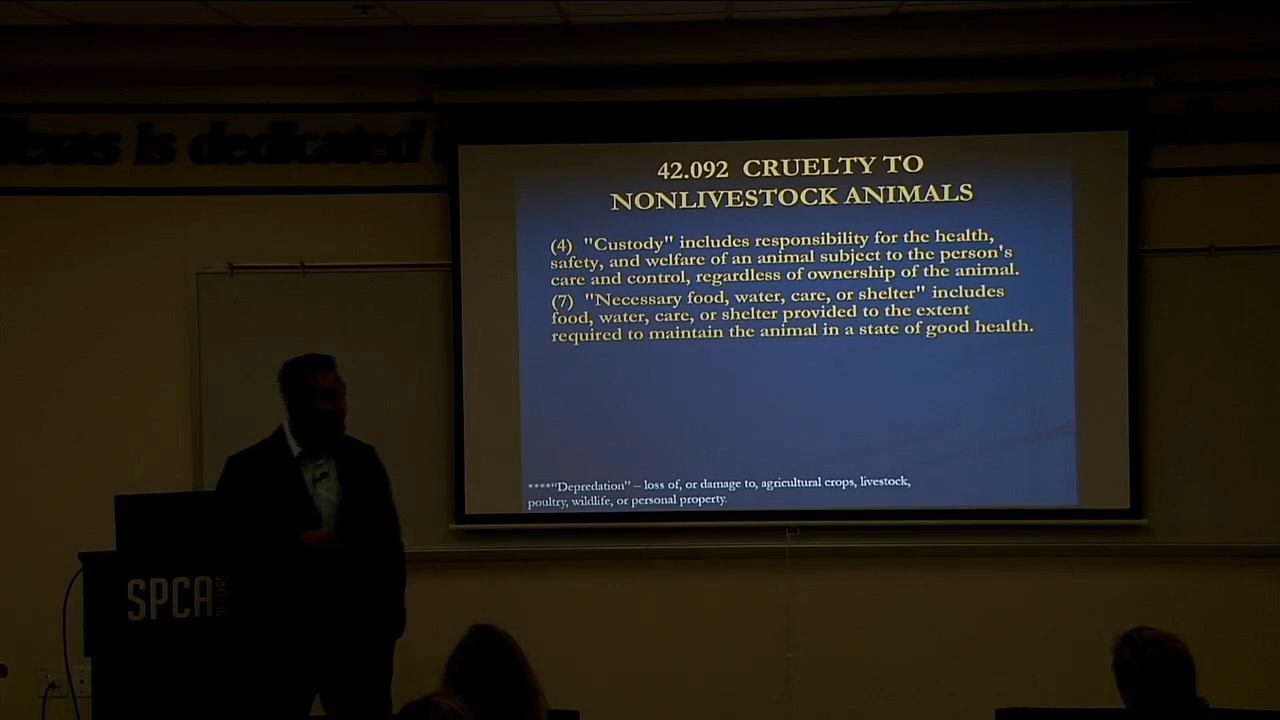 Texas is dedicated
42.092 CRUELTY TO
NONLIVESTOCK ANIMALS
(4) "Custody" includes responsibility for the health,
safety, and welfare of an animal subject to the person's
care and control, regardless of ownership of the animal.
(7) "Necessary food, water, care, or shelter" includes
food, water, care, or shelter provided to the extent
required to maintain the animal in a state of good health.
****"Depredation" – loss of, or damage to, agricultural crops, livestock,
poultry, wildlife, or personal property.
SPCA